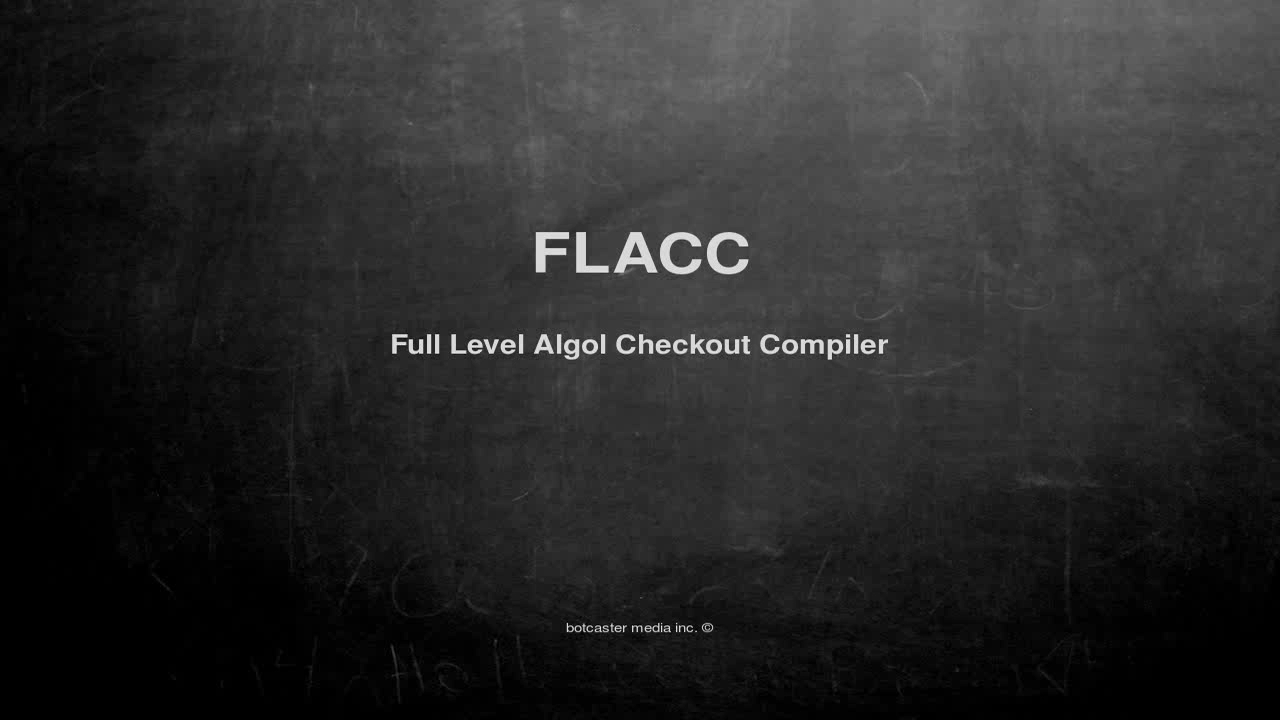 FLACC
Full Level Algol Checkout Compiler
botcaster media inc. ©